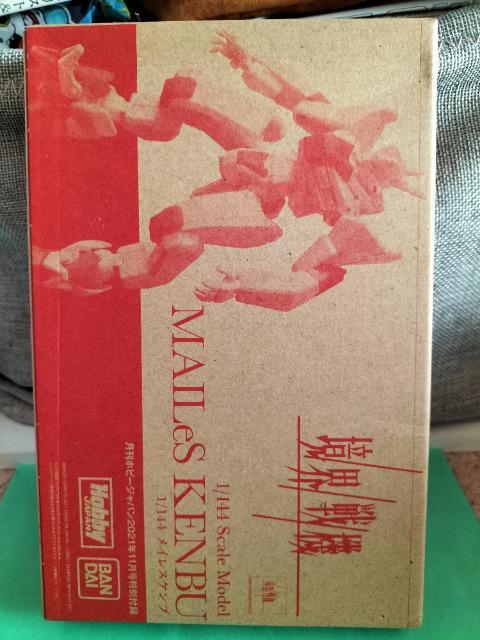 境界戦機
1/144 Scale Model
MAILeS KENBU
1/144 メイレスケンブ
月刊ホビージャパン2021年11月号特別付録
Hobby
JAPAN
BAN
DAI